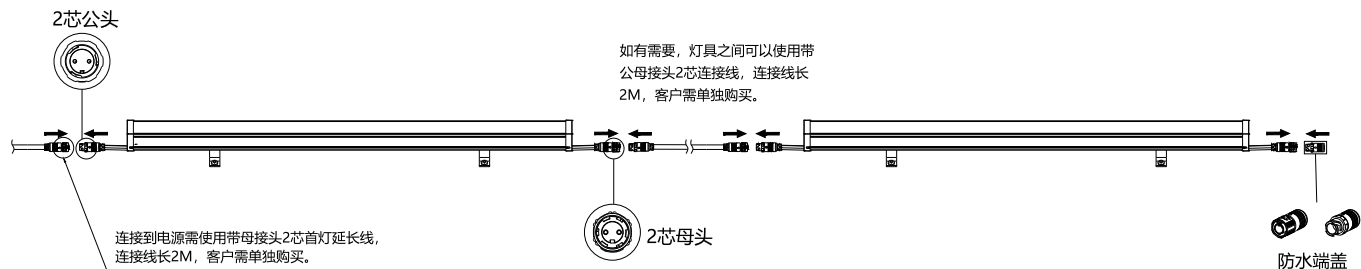 2芯公头
如有需要，灯具之间可以使用带
公母接头2芯连接线，连接线长
2M，客户需单独购买。
2芯母头
连接到电源需使用带母接头2芯首灯延长线，
连接线长2M，客户需单独购买。
防水端盖